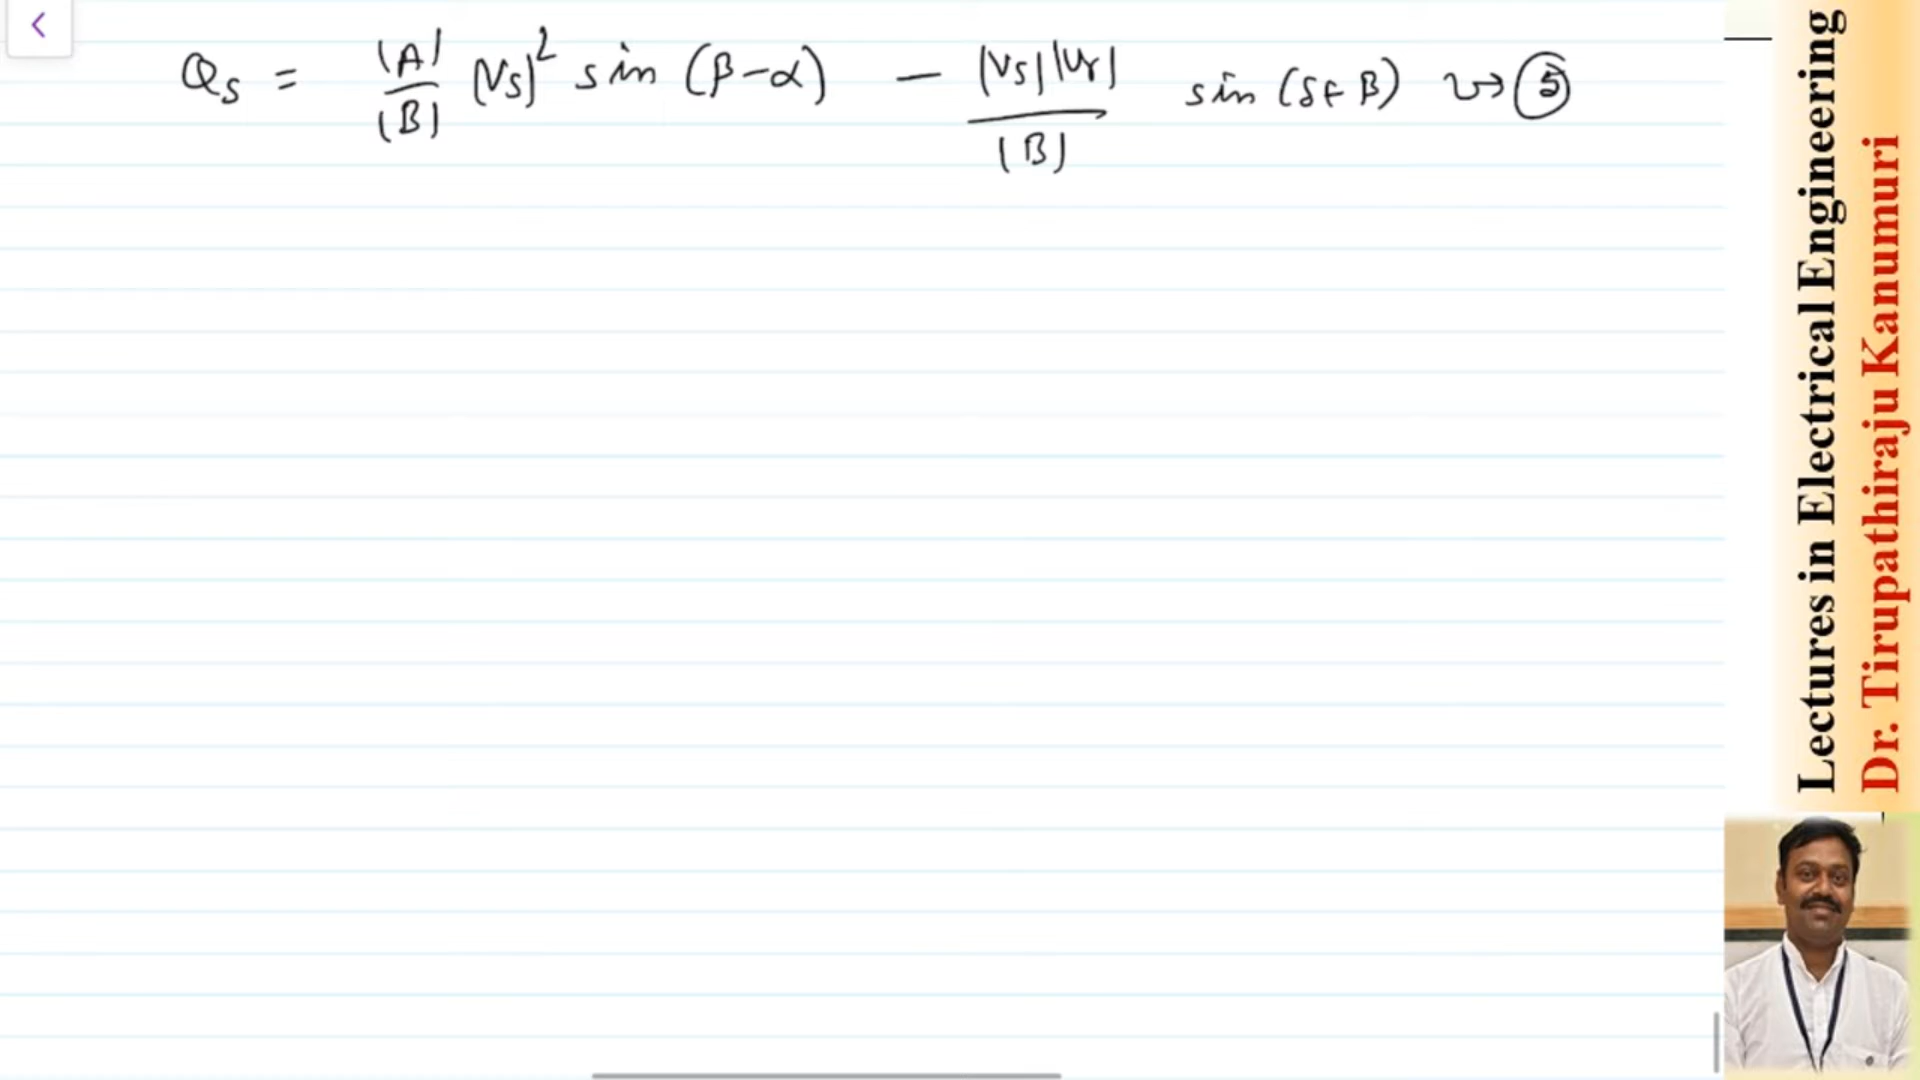 Qs = |A|/|B| |Vs|² sin (β-α) - |Vs||Vr|/|B| sin (δ+β) → ⑤
Lectures in Electrical Engineering
Dr. Tirupathiraju Kanumuri